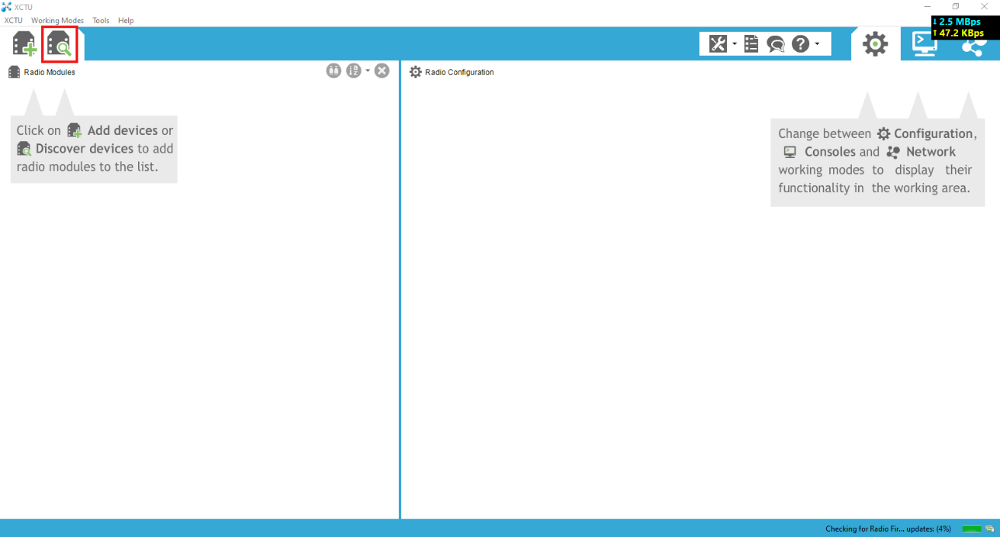 XCTU
XCTU Working Modes Tools Help
↓ 2.5 MBps
↑ 47.2 KBps
Radio Modules
Radio Configuration
Click on Add devices or
Discover devices to add
radio modules to the list.
Change between Configuration,
Consoles and Network
working modes to display their
functionality in the working area.
Checking for Radio Fir... updates: (4%)